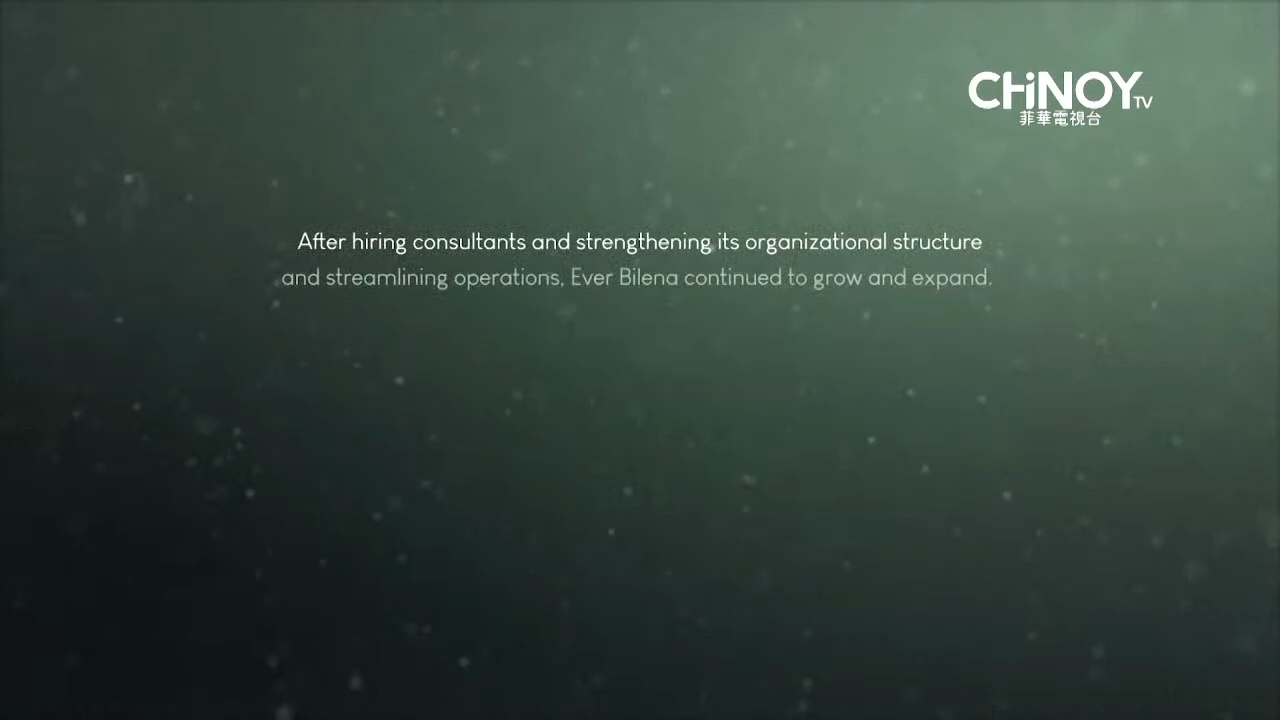 CHiNOY TV
菲華電視台
After hiring consultants and strengthening its organizational structure
and streamlining operations, Ever Bilena continued to grow and expand.